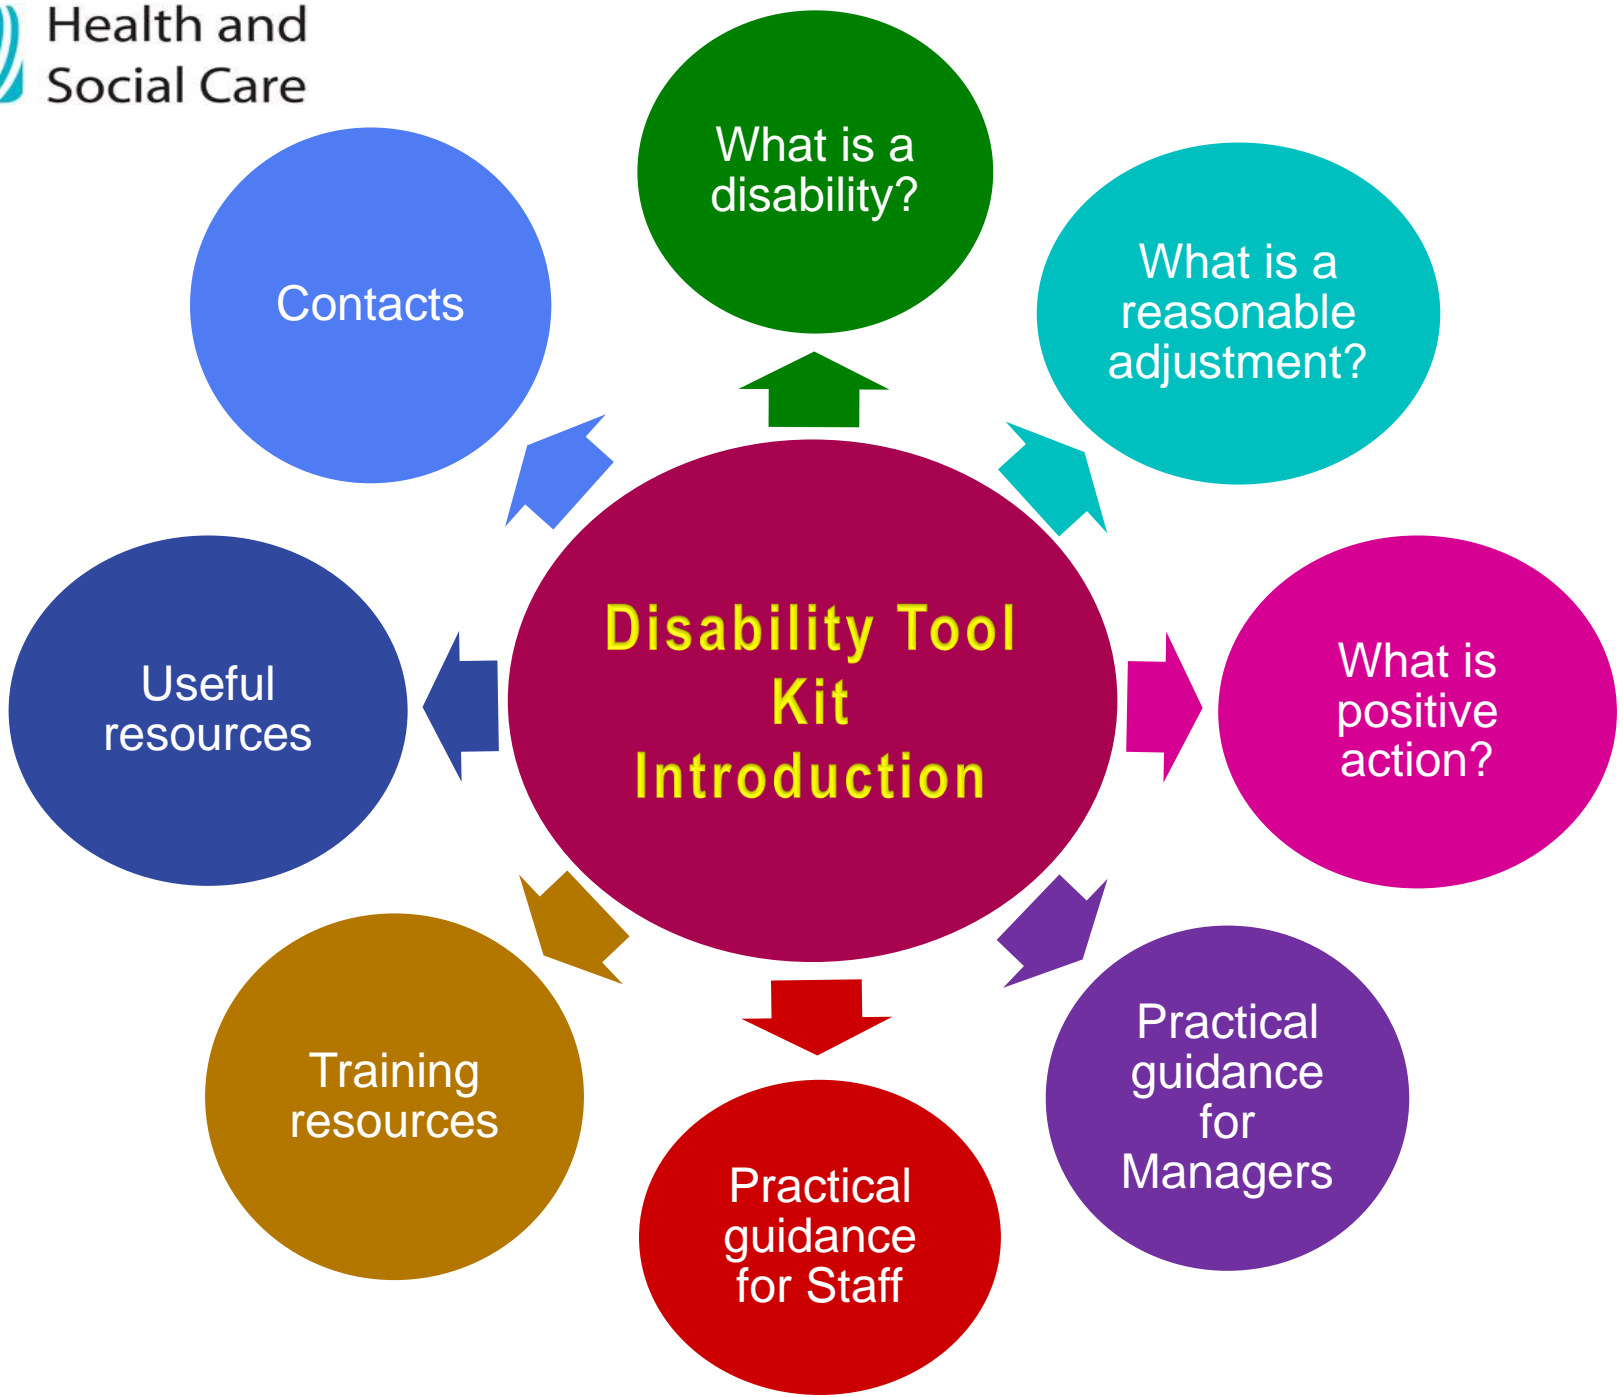 Health and
Social Care
What is a
disability?
What is a
reasonable
adjustment?
What is
positive
action?
Practical
guidance
for
Managers
Practical
guidance
for Staff
Training
resources
Useful
resources
Contacts
Disability Tool
Kit
Introduction